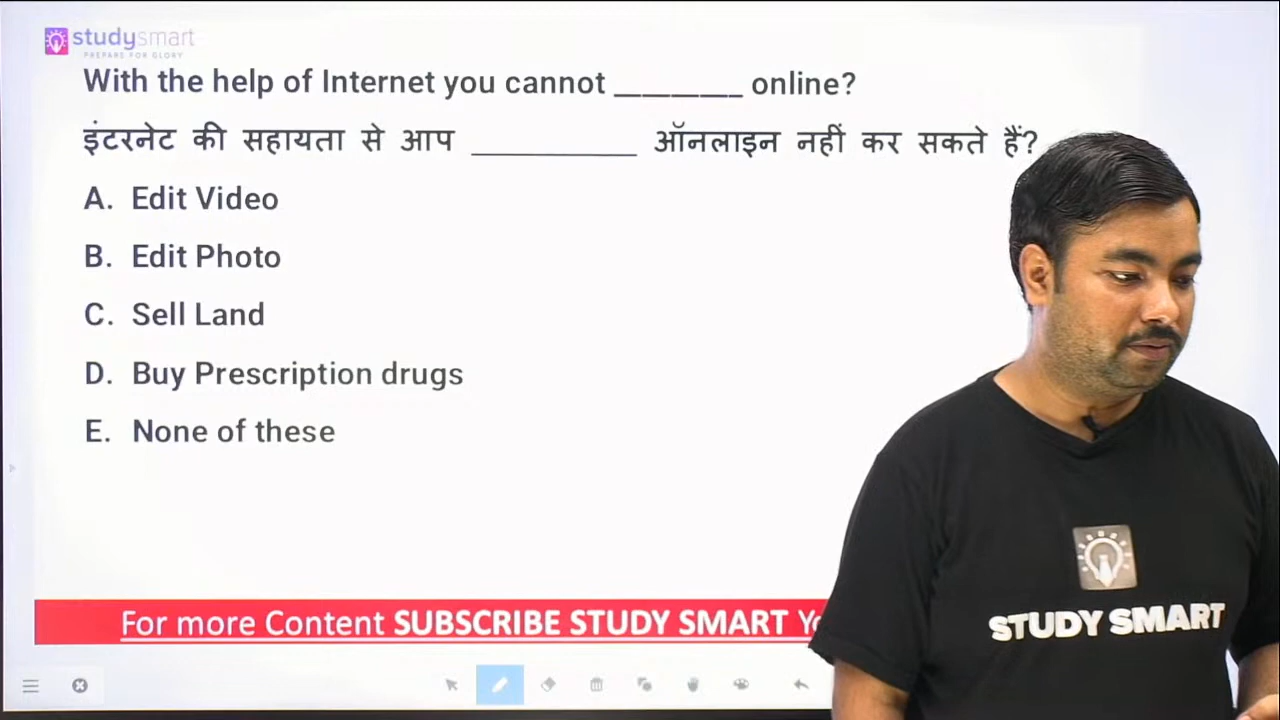 studysmart
PREPARE FOR GLORY
With the help of Internet you cannot ________ online?
इंटरनेट की सहायता से आप __________ ऑनलाइन नहीं कर सकते हैं?
A. Edit Video
B. Edit Photo
C. Sell Land
D. Buy Prescription drugs
E. None of these
For more Content SUBSCRIBE STUDY SMART
STUDY SMART